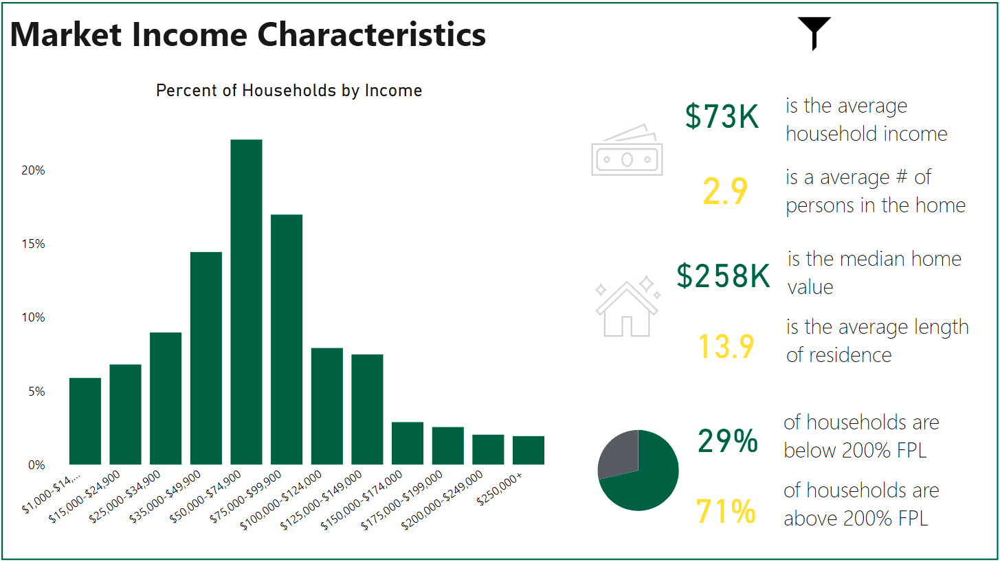 Market Income Characteristics
Percent of Households by Income
20%
15%
10%
5%
0%
$1,000-$14,...
$15,000-$24,900
$25,000-$34,900
$35,000-$49,900
$50,000-$74,900
$75,000-$99,900
$100,000-$124,000
$125,000-$149,000
$150,000-$174,000
$175,000-$199,000
$200,000-$249,000
$250,000+
$73K
is the average
household income
2.9
is a average # of
persons in the home
$258K
is the median home
value
13.9
is the average length
of residence
29%
of households are
below 200% FPL
71%
of households are
above 200% FPL